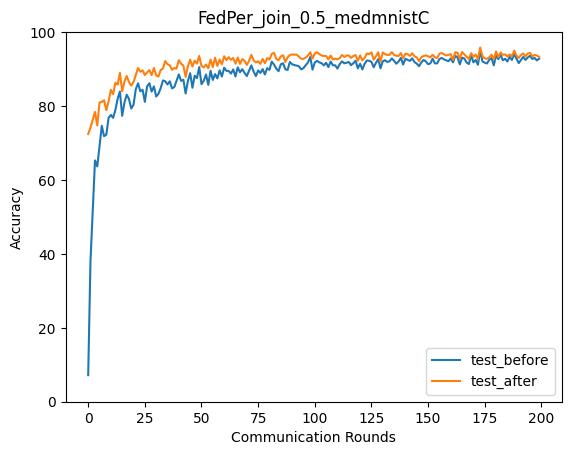 FedPer_join_0.5_medmnistC
100
80
60
40
20
0
Accuracy
0 25 50 75 100 125 150 175 200
Communication Rounds
test_before
test_after